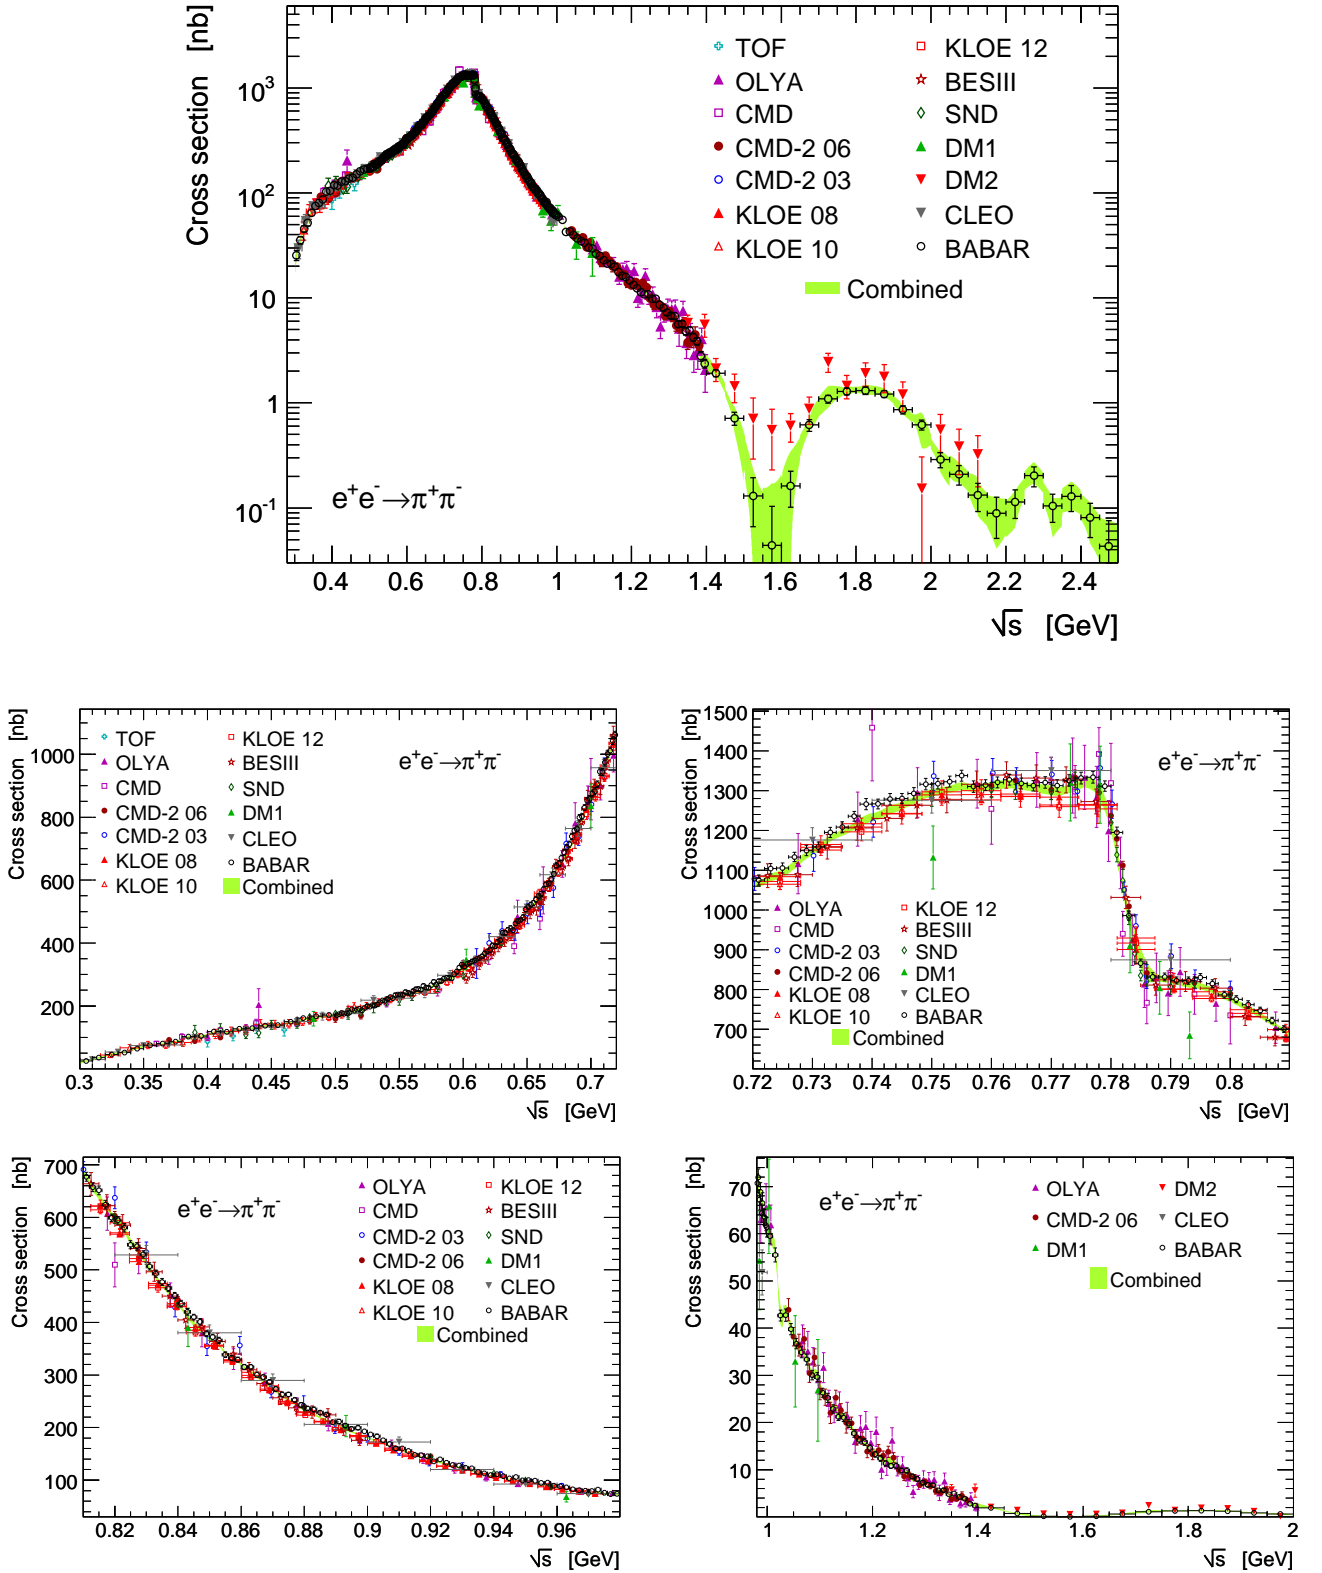 Cross section [nb]
10³
10²
10
1
10⁻¹
TOF
OLYA
CMD
CMD-2 06
CMD-2 03
KLOE 08
KLOE 10
KLOE 12
BESIII
SND
DM1
DM2
CLEO
BABAR
Combined
e⁺e⁻→π⁺π⁻
0.4 0.6 0.8 1 1.2 1.4 1.6 1.8 2 2.2 2.4
√s [GeV]
Cross section [nb]
1000
800
600
400
200
TOF
OLYA
CMD
CMD-2 06
CMD-2 03
KLOE 08
KLOE 10
KLOE 12
BESIII
SND
DM1
CLEO
BABAR
Combined
e⁺e⁻→π⁺π⁻
0.3 0.35 0.4 0.45 0.5 0.55 0.6 0.65 0.7
√s [GeV]
Cross section [nb]
1500
1400
1300
1200
1100
1000
900
800
700
e⁺e⁻→π⁺π⁻
OLYA
CMD
CMD-2 03
CMD-2 06
KLOE 08
KLOE 10
KLOE 12
BESIII
SND
DM1
CLEO
BABAR
Combined
0.72 0.73 0.74 0.75 0.76 0.77 0.78 0.79 0.8
√s [GeV]
Cross section [nb]
700
600
500
400
300
200
100
e⁺e⁻→π⁺π⁻
OLYA
CMD
CMD-2 03
CMD-2 06
KLOE 08
KLOE 10
KLOE 12
BESIII
SND
DM1
CLEO
BABAR
Combined
0.82 0.84 0.86 0.88 0.9 0.92 0.94 0.96
√s [GeV]
Cross section [nb]
70
60
50
40
30
20
10
e⁺e⁻→π⁺π⁻
OLYA
CMD-2 06
DM1
DM2
CLEO
BABAR
Combined
1 1.2 1.4 1.6 1.8 2
√s [GeV]